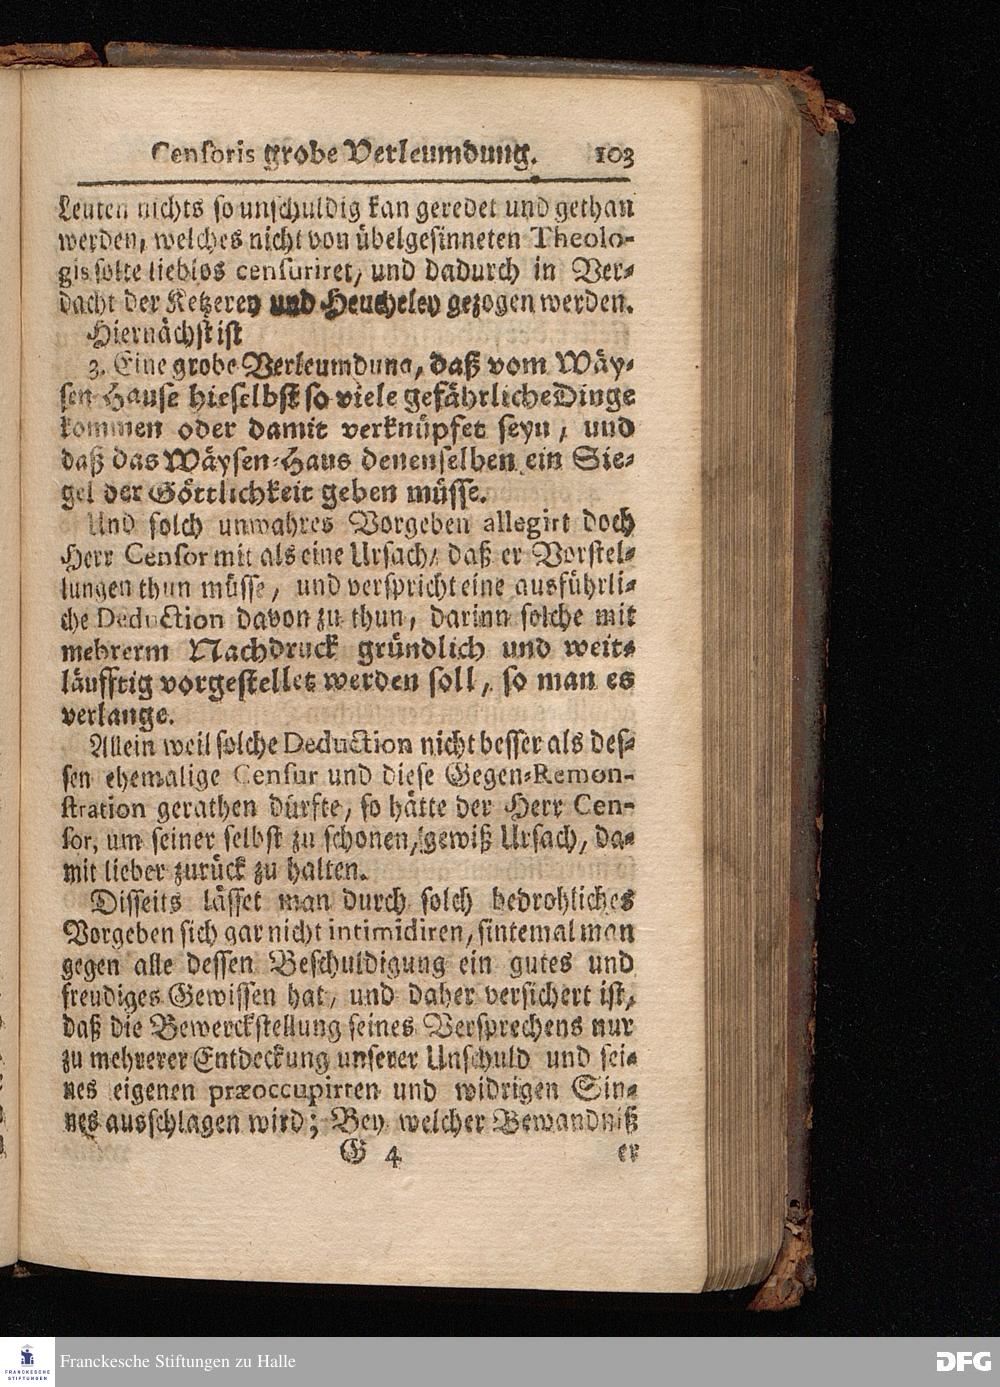 Censoris grobe Verleumdung. 103
Leuten nichts so unschuldig kan geredet und gethan
werden, welches nicht von übelgesinneten Theolo-
gis solte lieblos censuriret, und dadurch in Ver-
dacht der Ketzerey und Heucheley gezogen werden.
Hiernächst ist
3. Eine grobe Verleumdung, daß vom Wäy-
sen-Hause hieselbst so viele gefährliche Dinge
kommen oder damit verknüpfet seyn, und
daß das Wäysen-Haus denenselben ein Sie-
gel der Göttlichkeit geben müsse.
Und solch unwahres Vorgeben allegirt doch
Herr Censor mit als eine Ursach, daß er Vorstel-
lungen thun müsse, und verspricht eine ausführli-
che Deduction davon zu thun, darinn solche mit
mehrerm Nachdruck gründlich und weit-
läufftig vorgestellet werden soll, so man es
verlange.
Allein weil solche Deduction nicht besser als des-
sen ehemalige Censur und diese Gegen-Remon-
stration gerathen dürfte, so hätte der Herr Cen-
sor, um seiner selbst zu schonen, gewiß Ursach, da-
mit lieber zurück zu halten.
Disseits lässet man durch solch bedrohliches
Vorgeben sich gar nicht intimidiren, sintemal man
gegen alle dessen Beschuldigung ein gutes und
freudiges Gewissen hat, und daher versichert ist,
daß die Bewerckstellung seines Versprechens nur
zu mehrerer Entdeckung unserer Unschuld und sei-
nes eigenen præoccupirten und widrigen Sin-
nes ausschlagen wird; Bey welcher Bewandniß
G 4 er
FRANCKESCHE
STIFTUNGEN
Franckesche Stiftungen zu Halle
DFG